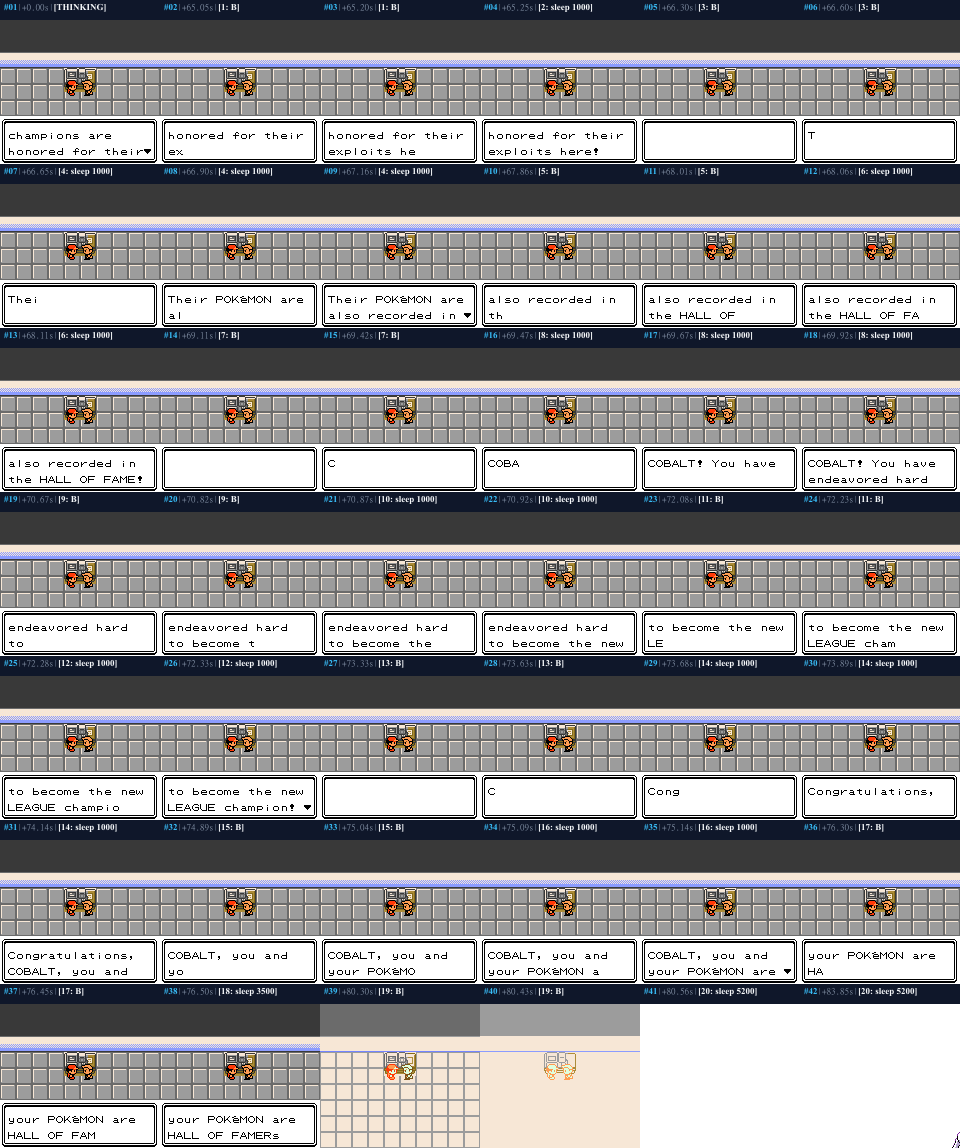 #01|+0.00s|[THINKING] #02|+65.05s|[1: B] #03|+65.20s|[1: B] #04|+65.25s|[2: sleep 1000] #05|+66.30s|[3: B] #06|+66.60s|[3: B]
champions are
honored for their▼
honored for their
ex
honored for their
exploits he
honored for their
exploits here!
T
#07|+66.65s|[4: sleep 1000] #08|+66.90s|[4: sleep 1000] #09|+67.16s|[4: sleep 1000] #10|+67.86s|[5: B] #11|+68.01s|[5: B] #12|+68.06s|[6: sleep 1000]
Thei
Their POKéMON are
al
Their POKéMON are
also recorded in ▼
also recorded in
th
also recorded in
the HALL OF
also recorded in
the HALL OF FA
#13|+68.11s|[6: sleep 1000] #14|+69.11s|[7: B] #15|+69.42s|[7: B] #16|+69.47s|[8: sleep 1000] #17|+69.67s|[8: sleep 1000] #18|+69.92s|[8: sleep 1000]
also recorded in
the HALL OF FAME!
C
COBA
COBALT! You have
COBALT! You have
endeavored hard
#19|+70.67s|[9: B] #20|+70.82s|[9: B] #21|+70.87s|[10: sleep 1000] #22|+70.92s|[10: sleep 1000] #23|+72.08s|[11: B] #24|+72.23s|[11: B]
endeavored hard
to
endeavored hard
to become t
endeavored hard
to become the
endeavored hard
to become the new
to become the new
LE
to become the new
LEAGUE cham
#25|+72.28s|[12: sleep 1000] #26|+72.33s|[12: sleep 1000] #27|+73.33s|[13: B] #28|+73.63s|[13: B] #29|+73.68s|[14: sleep 1000] #30|+73.89s|[14: sleep 1000]
to become the new
LEAGUE champio
to become the new
LEAGUE champion! ▼
C
Cong
Congratulations,
#31|+74.14s|[14: sleep 1000] #32|+74.89s|[15: B] #33|+75.04s|[15: B] #34|+75.09s|[16: sleep 1000] #35|+75.14s|[16: sleep 1000] #36|+76.30s|[17: B]
Congratulations,
COBALT, you and
COBALT, you and
yo
COBALT, you and
your POKéMO
COBALT, you and
your POKéMON a
COBALT, you and
your POKéMON are ▼
your POKéMON are
HA
#37|+76.45s|[17: B] #38|+76.50s|[18: sleep 3500] #39|+80.30s|[19: B] #40|+80.43s|[19: B] #41|+80.56s|[20: sleep 5200] #42|+83.85s|[20: sleep 5200]
your POKéMON are
HALL OF FAM
your POKéMON are
HALL OF FAMERs